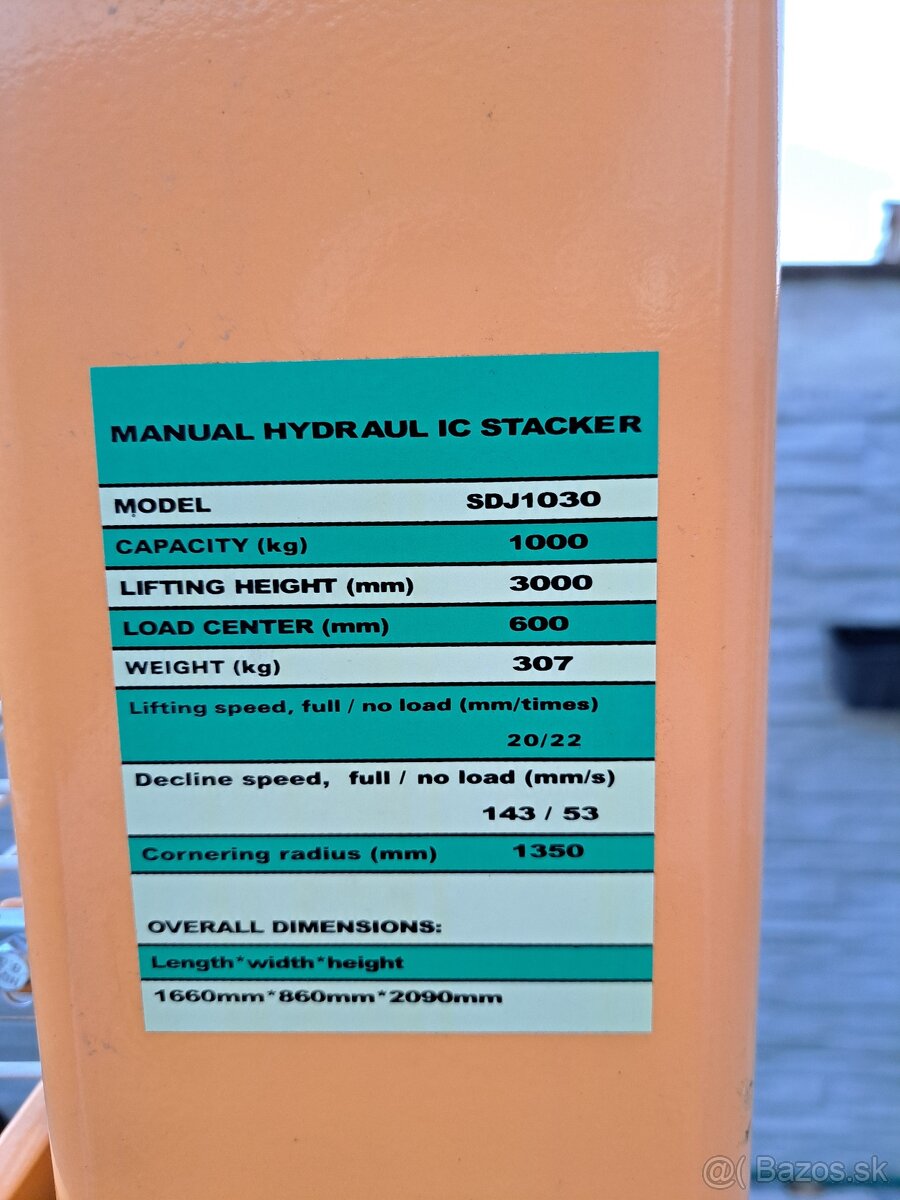 MANUAL HYDRAUL IC STACKER
MODEL SDJ1030
CAPACITY (kg) 1000
LIFTING HEIGHT (mm) 3000
LOAD CENTER (mm) 600
WEIGHT (kg) 307
Lifting speed, full / no load (mm/times)
20/22
Decline speed, full / no load (mm/s)
143 / 53
Cornering radius (mm) 1350
OVERALL DIMENSIONS:
Length*width*height
1660mm*860mm*2090mm
@( Bazos.sk